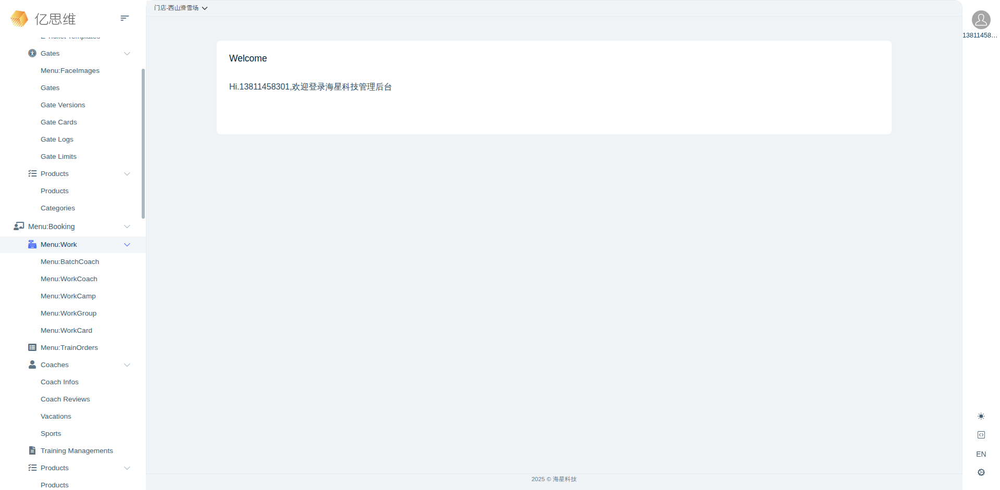 亿思维
E-Ticket Templates
Gates
Menu:FaceImages
Gates
Gate Versions
Gate Cards
Gate Logs
Gate Limits
Products
Products
Categories
Menu:Booking
Menu:Work
Menu:BatchCoach
Menu:WorkCoach
Menu:WorkCamp
Menu:WorkGroup
Menu:WorkCard
Menu:TrainOrders
Coaches
Coach Infos
Coach Reviews
Vacations
Sports
Training Managements
Products
Products
门店-西山滑雪场
Welcome
Hi.13811458301,欢迎登录海星科技管理后台
2025 © 海星科技
13811458…
EN